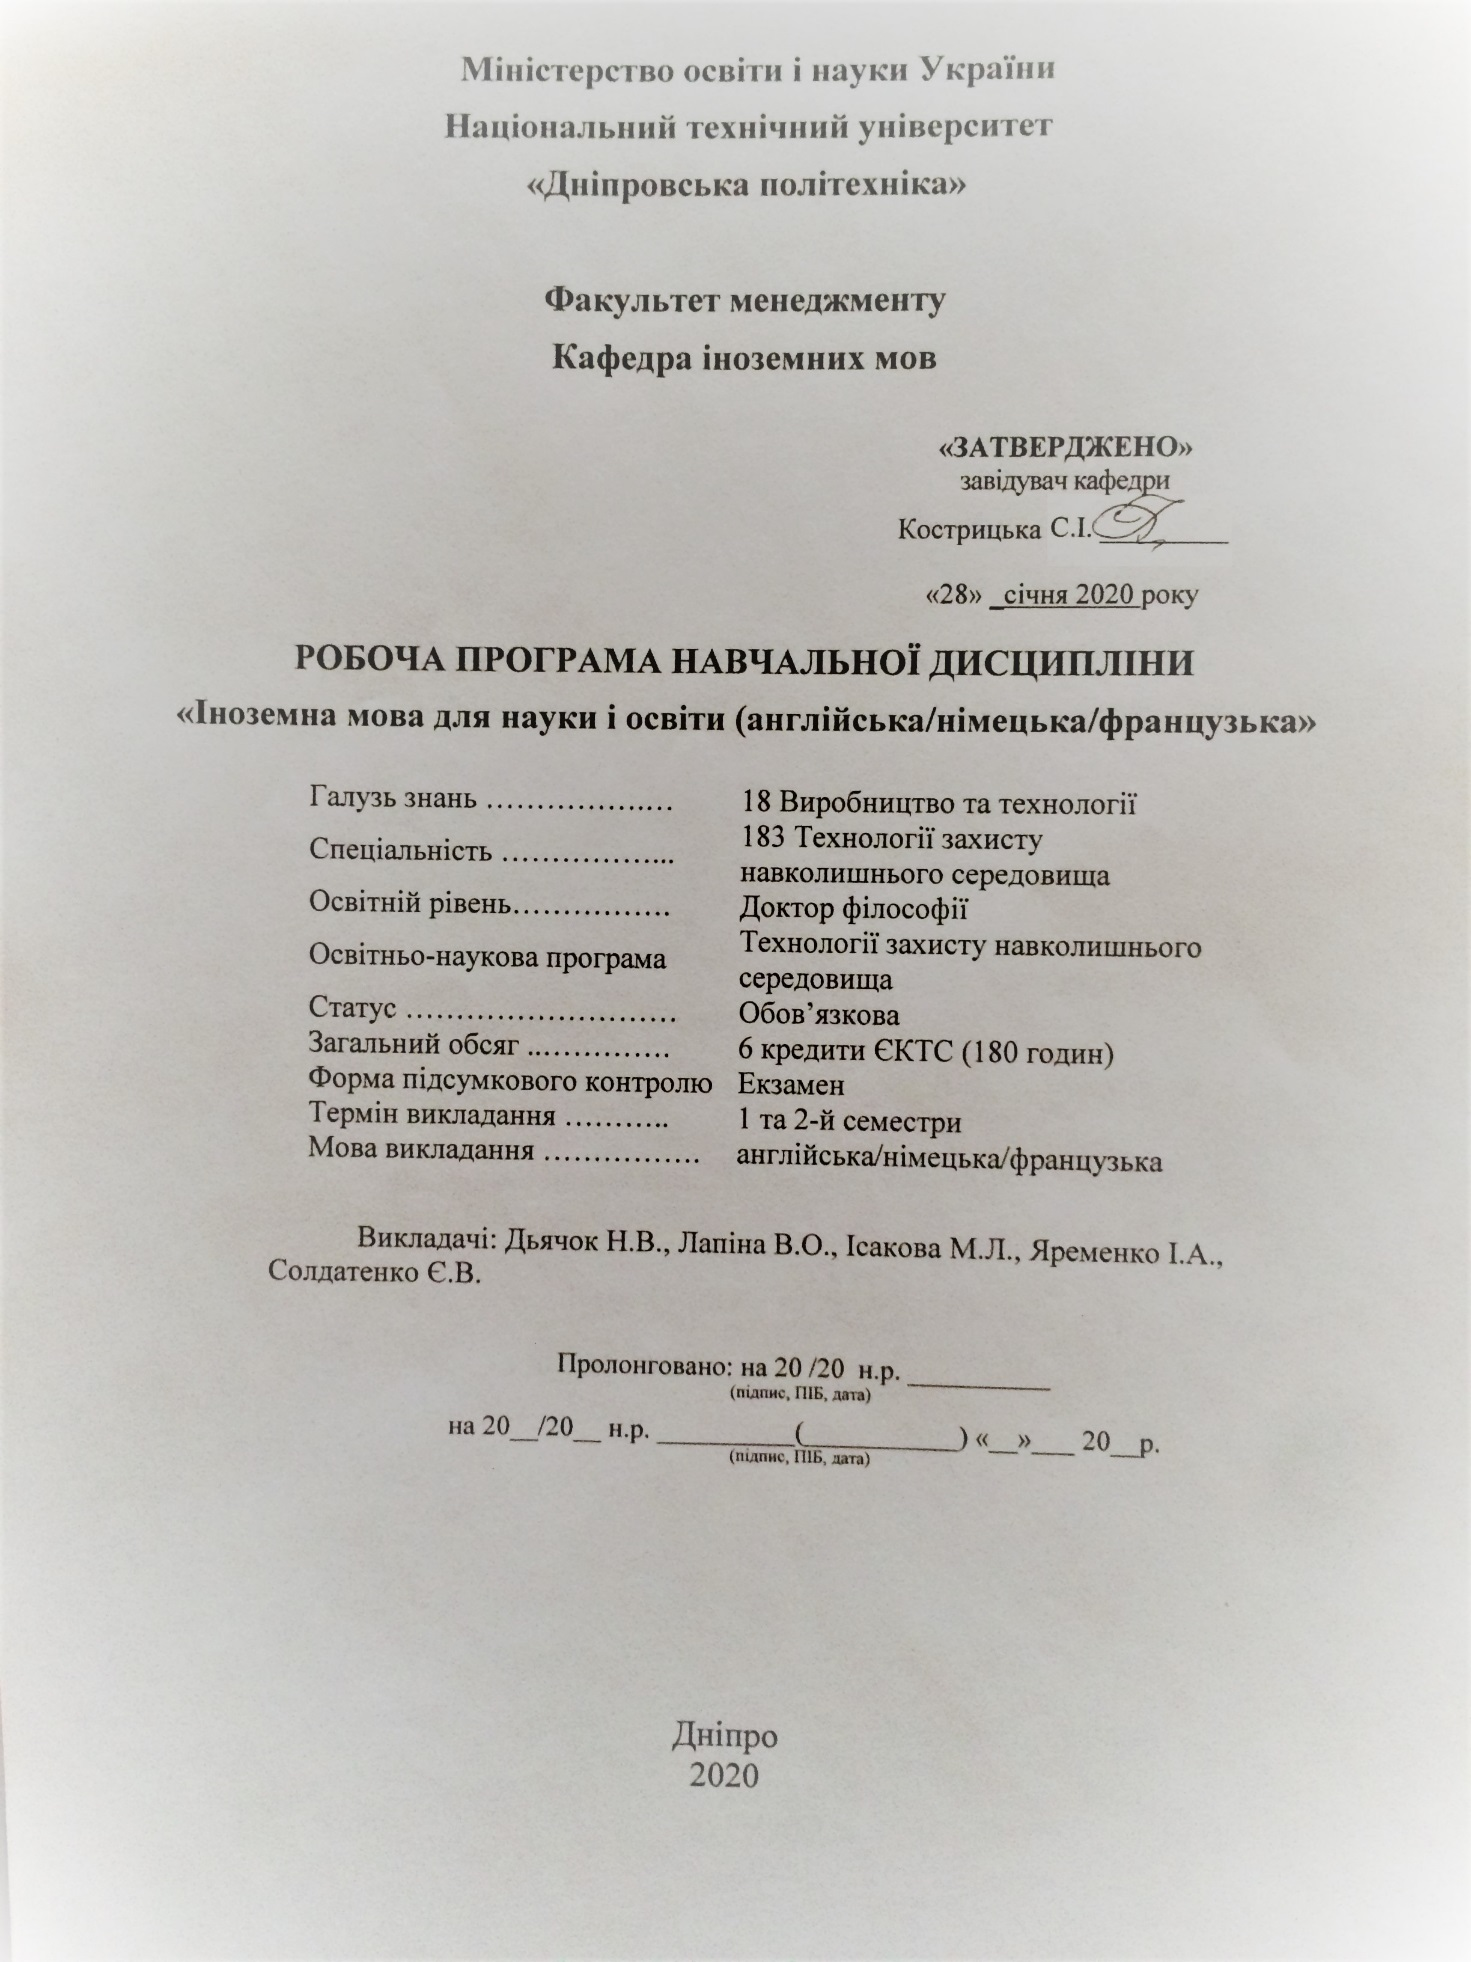 Міністерство освіти і науки України
Національний технічний університет
«Дніпровська політехніка»
Факультет менеджменту
Кафедра іноземних мов
«ЗАТВЕРДЖЕНО»
завідувач кафедри
Кострицька С.І. _________
«28» _січня 2020 року
РОБОЧА ПРОГРАМА НАВЧАЛЬНОЇ ДИСЦИПЛІНИ
«Іноземна мова для науки і освіти (англійська/німецька/французька»
Галузь знань ………………… 18 Виробництво та технології
Спеціальність ……………….. 183 Технології захисту
навколишнього середовища
Освітній рівень……………. Доктор філософії
Освітньо-наукова програма Технології захисту навколишнього
середовища
Статус ……………………… Обов’язкова
Загальний обсяг .…………… 6 кредити ЄКТС (180 годин)
Форма підсумкового контролю Екзамен
Термін викладання ……….. 1 та 2-й семестри
Мова викладання ……………. англійська/німецька/французька
Викладачі: Дьячок Н.В., Лапіна В.О., Ісакова М.Л., Яременко І.А.,
Солдатенко Є.В.
Пролонговано: на 20 /20 н.р. __________
(підпис, ПІБ, дата)
на 20__/20__ н.р. __________(___________) «__»___ 20__р.
(підпис, ПІБ, дата)
Дніпро
2020